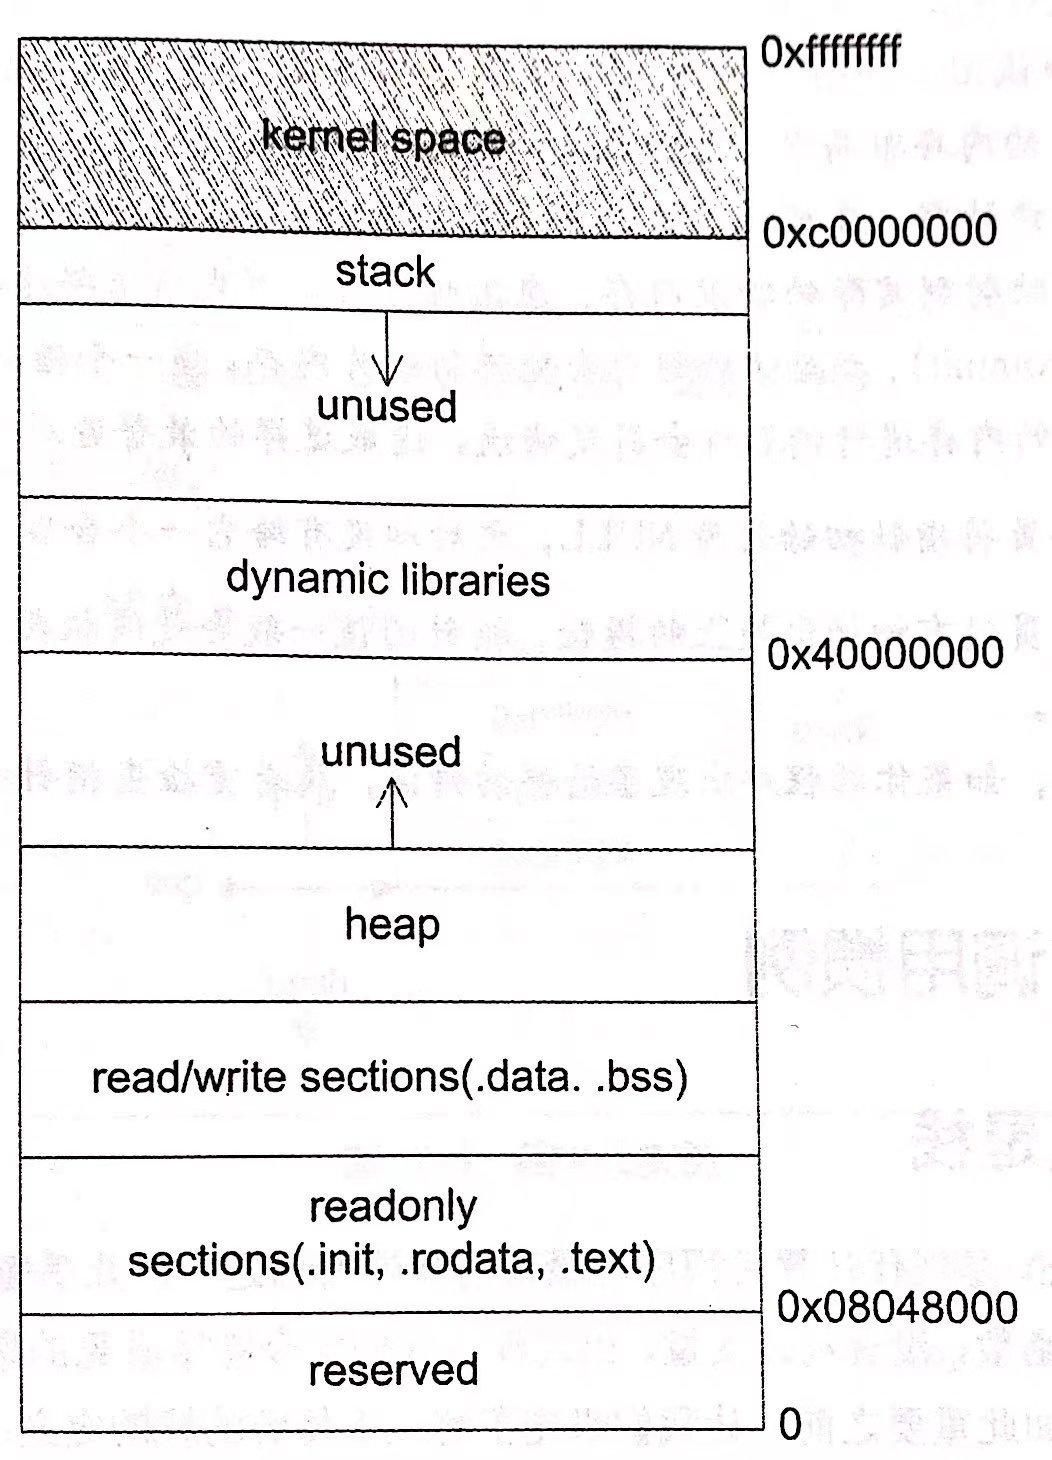 0xffffffff
kernel space
0xc0000000
stack
unused
dynamic libraries
0x40000000
unused
heap
read/write sections(.data. .bss)
readonly
sections(.init, .rodata, .text)
0x08048000
reserved
0